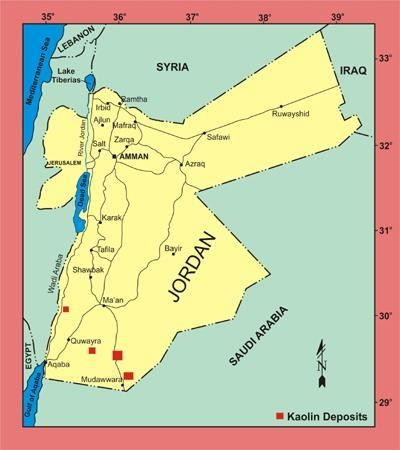 35°
36°
37°
38°
39°
33°
32°
31°
30°
29°
Mediterranean Sea
LEBANON
SYRIA
IRAQ
Lake
Tiberias
Ramtha
Irbid
Ajlun
Mafraq
Ruwayshid
River Jordan
Zarqa
Safawi
Salt
JERUSALEM
AMMAN
Azraq
Dead Sea
Karak
Wadi Araba
Tafila
Bayir
JORDAN
Shawbak
Ma'an
SAUDI ARABIA
Quwayra
EGYPT
Aqaba
Mudawwara
Gulf of Aqaba
N
Kaolin Deposits